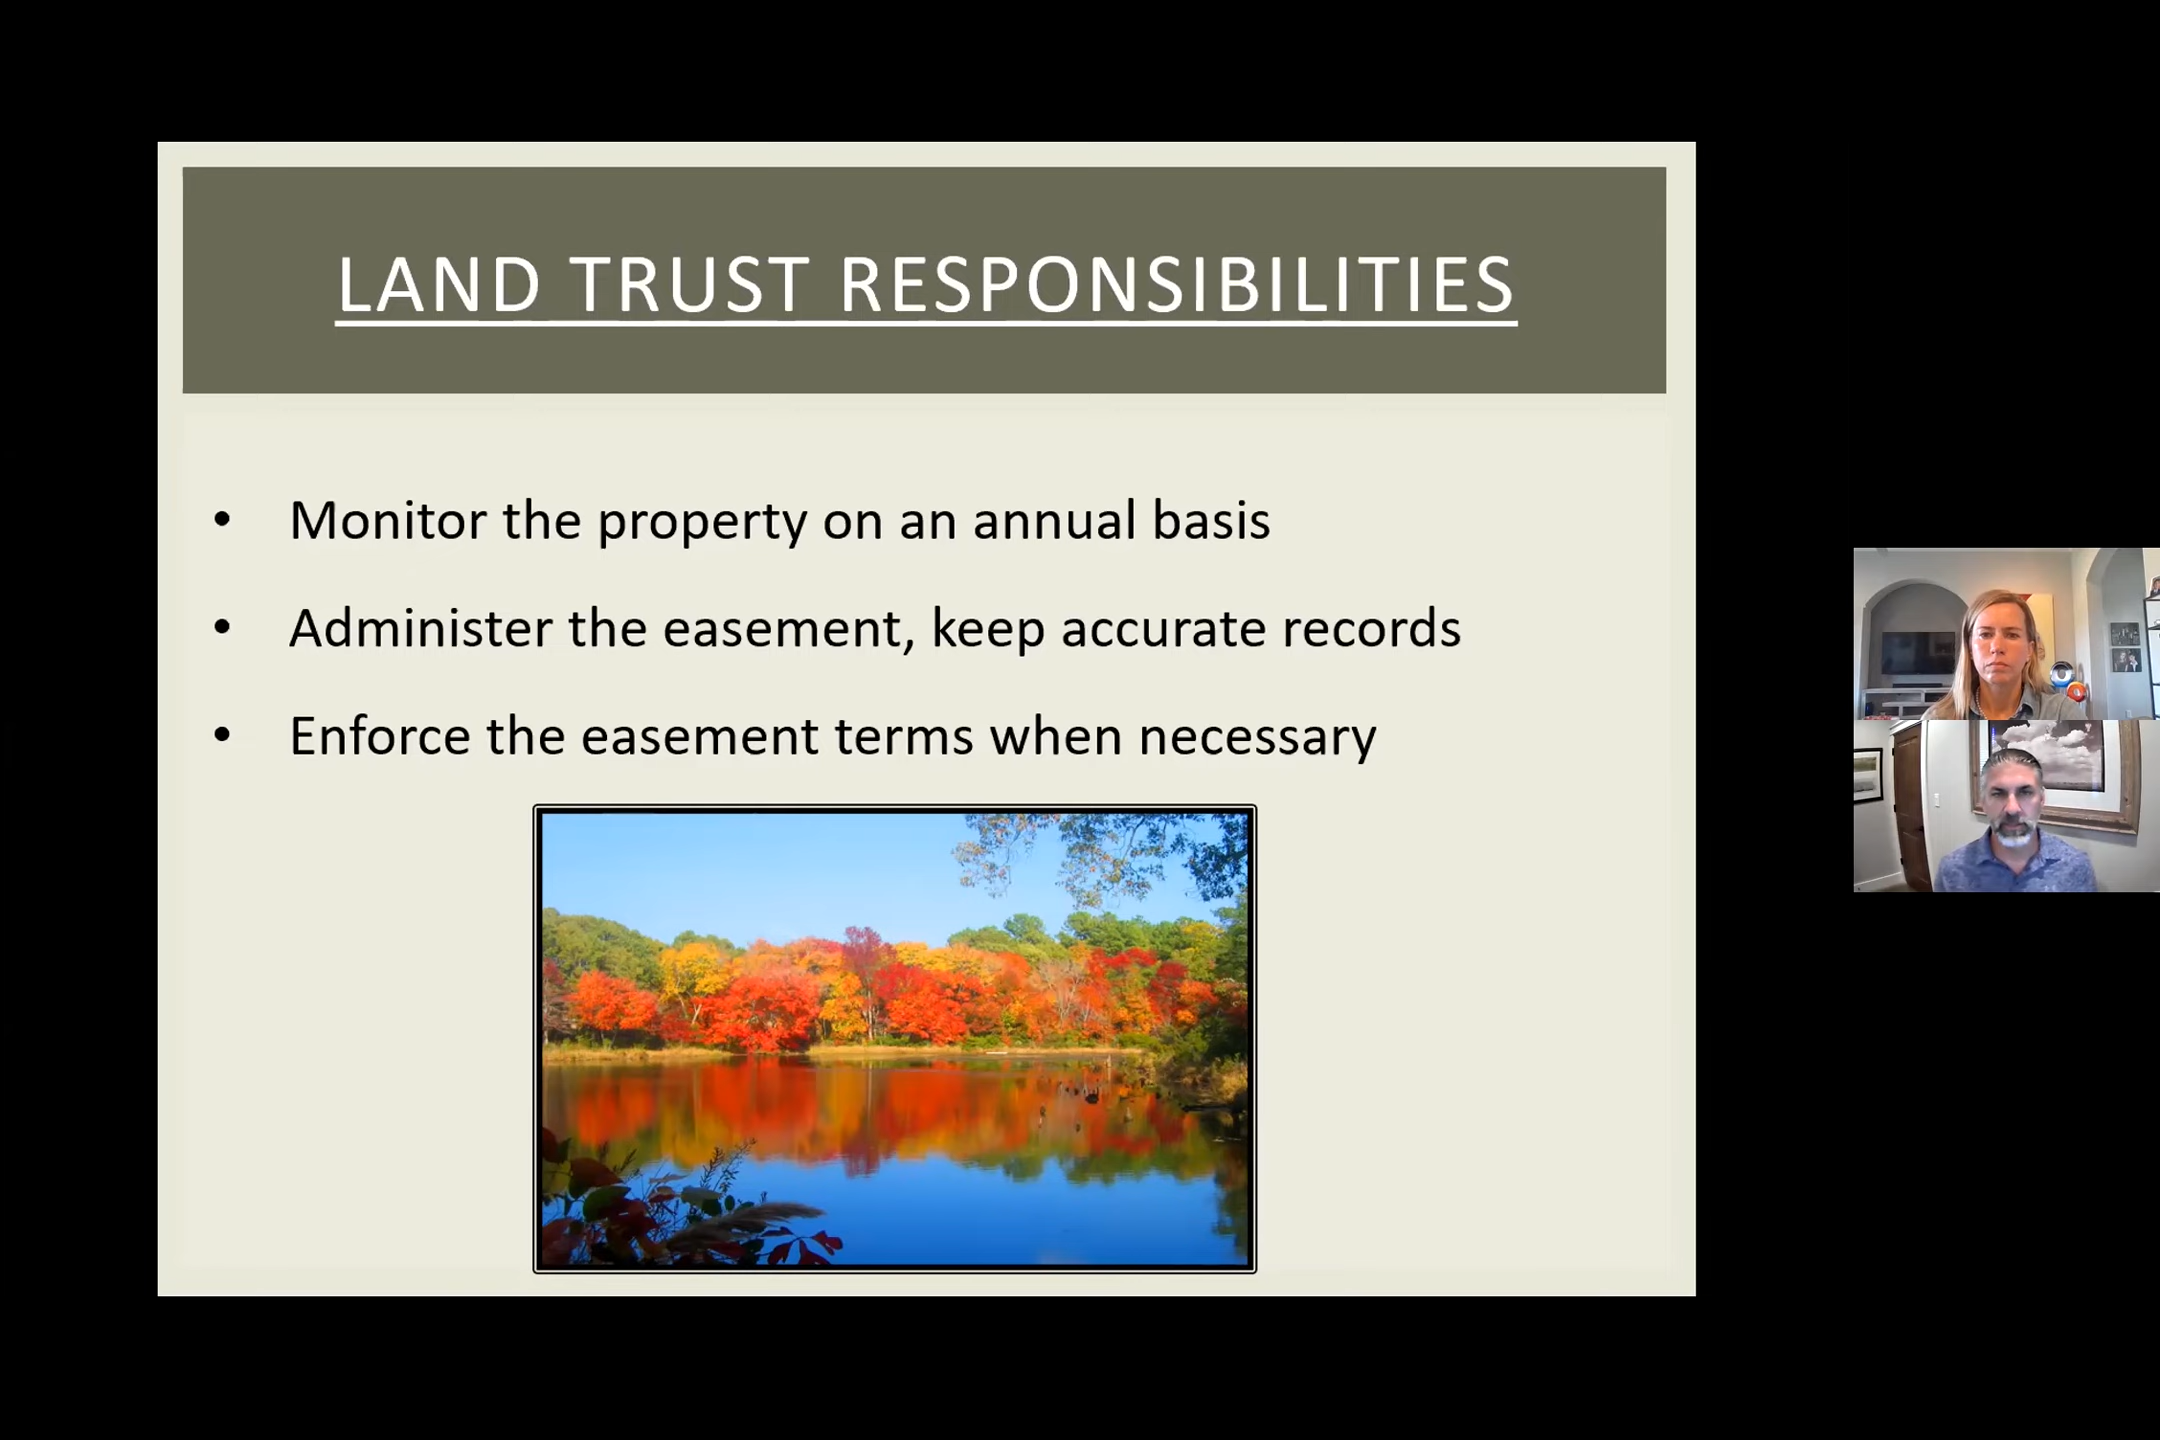 LAND TRUST RESPONSIBILITIES
• Monitor the property on an annual basis
• Administer the easement, keep accurate records
• Enforce the easement terms when necessary